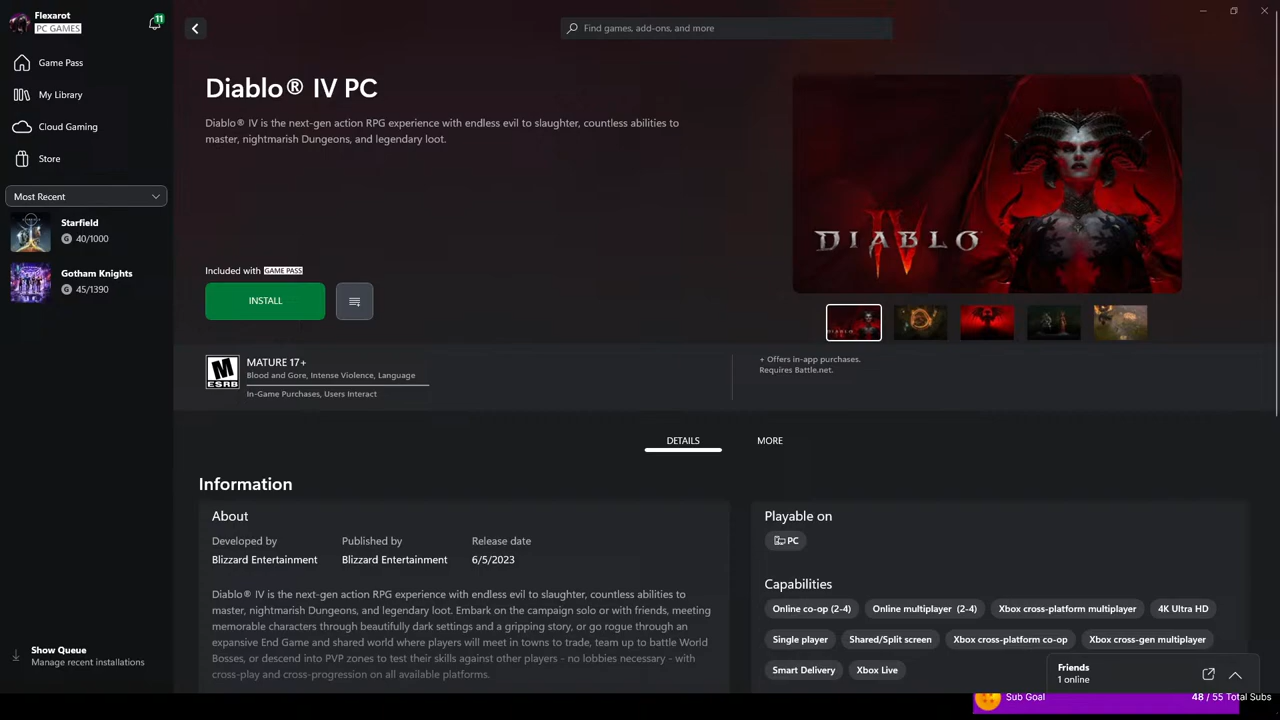 Flexarot
PC GAMES
11
Find games, add-ons, and more
Game Pass
My Library
Cloud Gaming
Store
Most Recent
Starfield
G 40/1000
Gotham Knights
G 45/1390
Diablo® IV PC
Diablo® IV is the next-gen action RPG experience with endless evil to slaughter, countless abilities to
master, nightmarish Dungeons, and legendary loot.
DIABLO
IV
Included with GAME PASS
INSTALL
M
ESRB
MATURE 17+
Blood and Gore, Intense Violence, Language
In-Game Purchases, Users Interact
+ Offers in-app purchases.
Requires Battle.net.
DETAILS
MORE
Information
About
Developed by
Blizzard Entertainment
Published by
Blizzard Entertainment
Release date
6/5/2023
Diablo® IV is the next-gen action RPG experience with endless evil to slaughter, countless abilities to
master, nightmarish Dungeons, and legendary loot. Embark on the campaign solo or with friends, meeting
memorable characters through beautifully dark settings and a gripping story, or go rogue through an
expansive End Game and shared world where players will meet in towns to trade, team up to battle World
Bosses, or descend into PVP zones to test their skills against other players - no lobbies necessary - with
cross-play and cross-progression on all available platforms.
Playable on
PC
Capabilities
Online co-op (2-4)
Online multiplayer (2-4)
Xbox cross-platform multiplayer
4K Ultra HD
Single player
Shared/Split screen
Xbox cross-platform co-op
Xbox cross-gen multiplayer
Smart Delivery
Xbox Live
Show Queue
Manage recent installations
Friends
1 online
Sub Goal
48 / 55 Total Subs